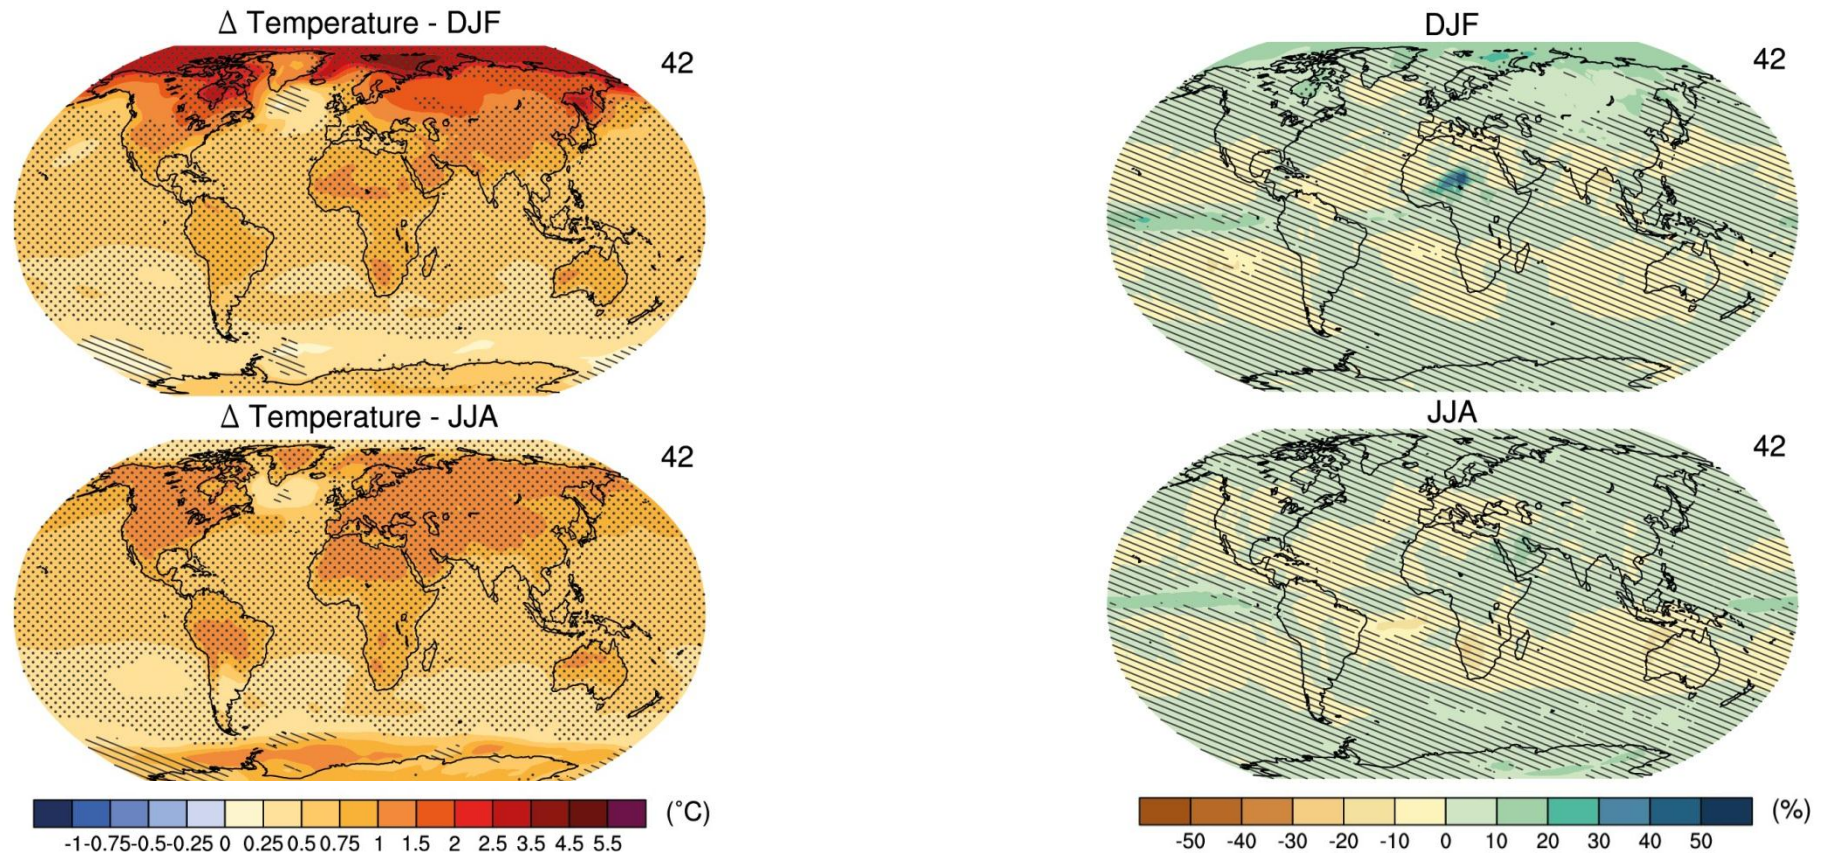 Δ Temperature - DJF
42
DJF
42
Δ Temperature - JJA
42
JJA
42
-1-0.75-0.5-0.25 0 0.25 0.5 0.75 1 1.5 2 2.5 3.5 4.5 5.5
(°C)
-50 -40 -30 -20 -10 0 10 20 30 40 50
(%)